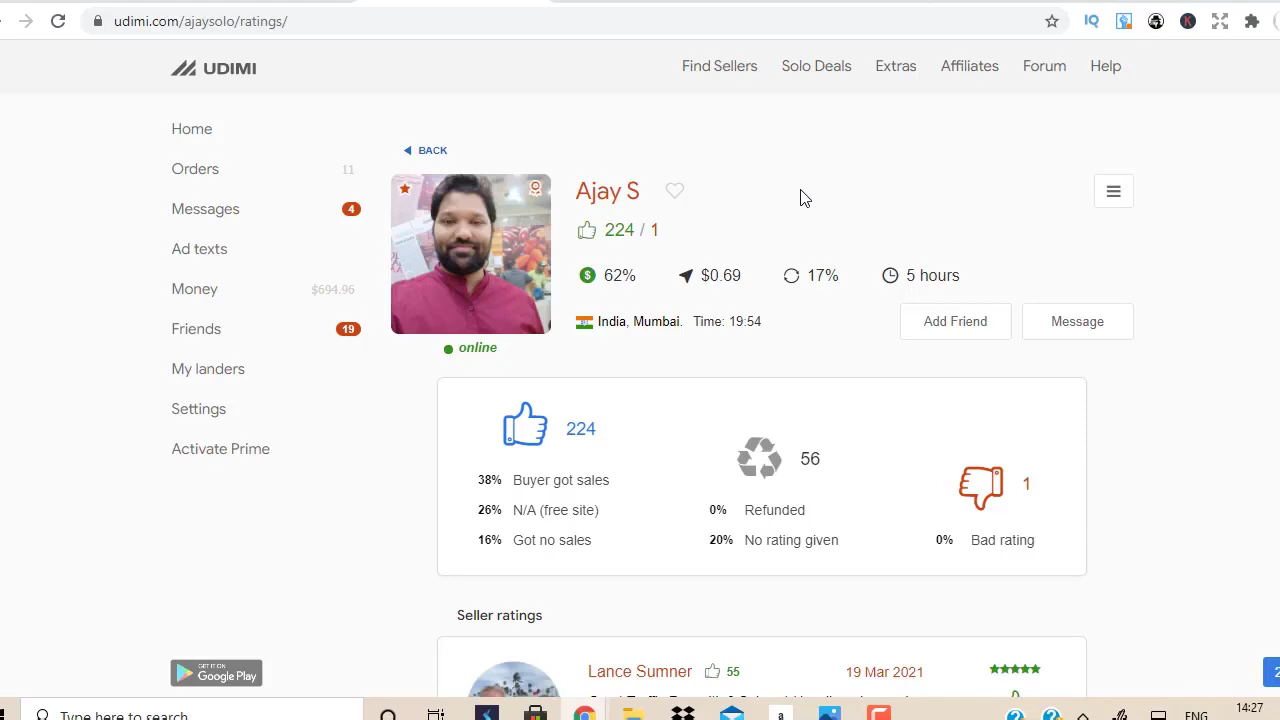 udimi.com/ajaysolo/ratings/
IQ
K
UDIMI
Find Sellers
Solo Deals
Extras
Affiliates
Forum
Help
Home
Orders 11
Messages 4
Ad texts
Money $694.96
Friends 19
My landers
Settings
Activate Prime
GET IT ON
Google Play
BACK
Ajay S
224 / 1
62% $0.69 17% 5 hours
India, Mumbai. Time: 19:54
Add Friend
Message
online
224
38% Buyer got sales
26% N/A (free site)
16% Got no sales
56
0% Refunded
20% No rating given
1
0% Bad rating
Seller ratings
Lance Sumner 55 19 Mar 2021
2
Type here to search
a
ENG
14:27